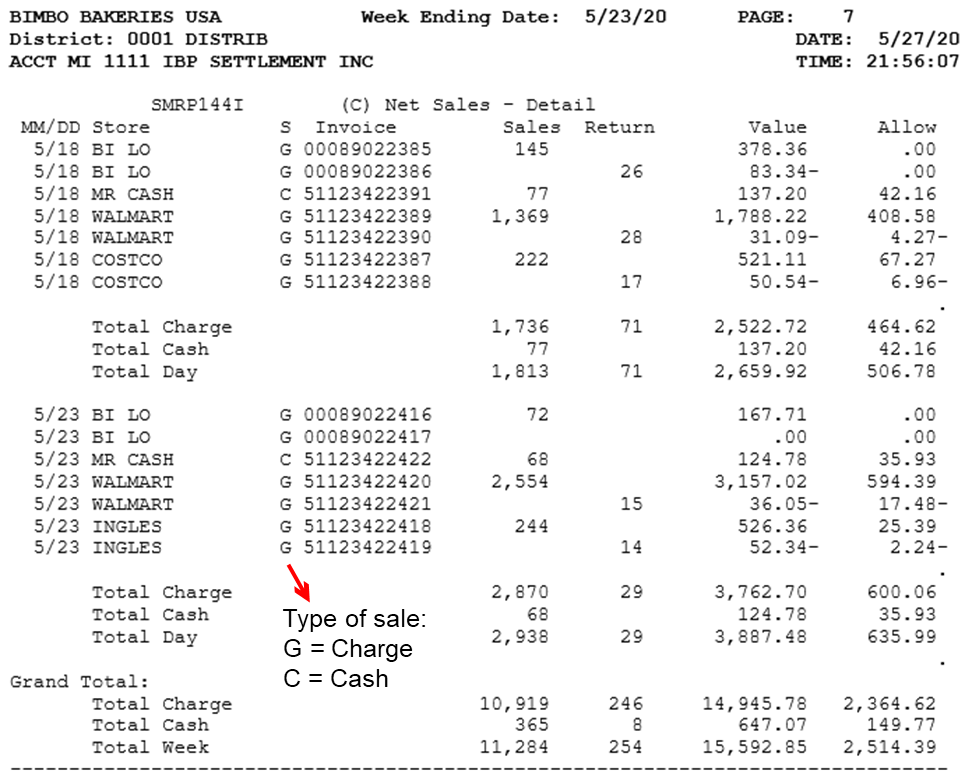 BIMBO BAKERIES USA Week Ending Date: 5/23/20 PAGE: 7
District: 0001 DISTRIB DATE: 5/27/20
ACCT MI 1111 IBP SETTLEMENT INC TIME: 21:56:07
SMRP144I (C) Net Sales - Detail
MM/DD Store S Invoice Sales Return Value Allow
5/18 BI LO G 00089022385 145 378.36 .00
5/18 BI LO G 00089022386 26 83.34- .00
5/18 MR CASH C 51123422391 77 137.20 42.16
5/18 WALMART G 51123422389 1,369 1,788.22 408.58
5/18 WALMART G 51123422390 28 31.09- 4.27-
5/18 COSTCO G 51123422387 222 521.11 67.27
5/18 COSTCO G 51123422388 17 50.54- 6.96-
.
Total Charge 1,736 71 2,522.72 464.62
Total Cash 77 137.20 42.16
Total Day 1,813 71 2,659.92 506.78
5/23 BI LO G 00089022416 72 167.71 .00
5/23 BI LO G 00089022417 .00 .00
5/23 MR CASH C 51123422422 68 124.78 35.93
5/23 WALMART G 51123422420 2,554 3,157.02 594.39
5/23 WALMART G 51123422421 15 36.05- 17.48-
5/23 INGLES G 51123422418 244 526.36 25.39
5/23 INGLES G 51123422419 14 52.34- 2.24-
.
Total Charge 2,870 29 3,762.70 600.06
Total Cash 68 124.78 35.93
Total Day 2,938 29 3,887.48 635.99
.
Type of sale:
G = Charge
C = Cash
Grand Total:
Total Charge 10,919 246 14,945.78 2,364.62
Total Cash 365 8 647.07 149.77
Total Week 11,284 254 15,592.85 2,514.39